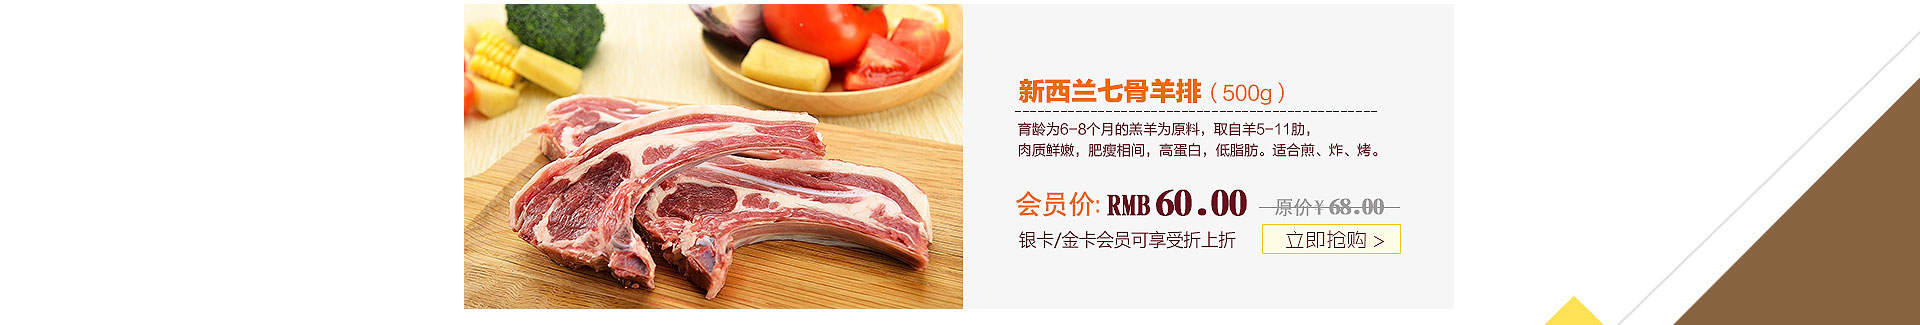 新西兰七骨羊排（500g）
育龄为6-8个月的羔羊为原料，取自羊5-11肋，
肉质鲜嫩，肥瘦相间，高蛋白，低脂肪。适合煎、炸、烤。
会员价: RMB 60.00 原价¥68.00
银卡/金卡会员可享受折上折 立即抢购 >